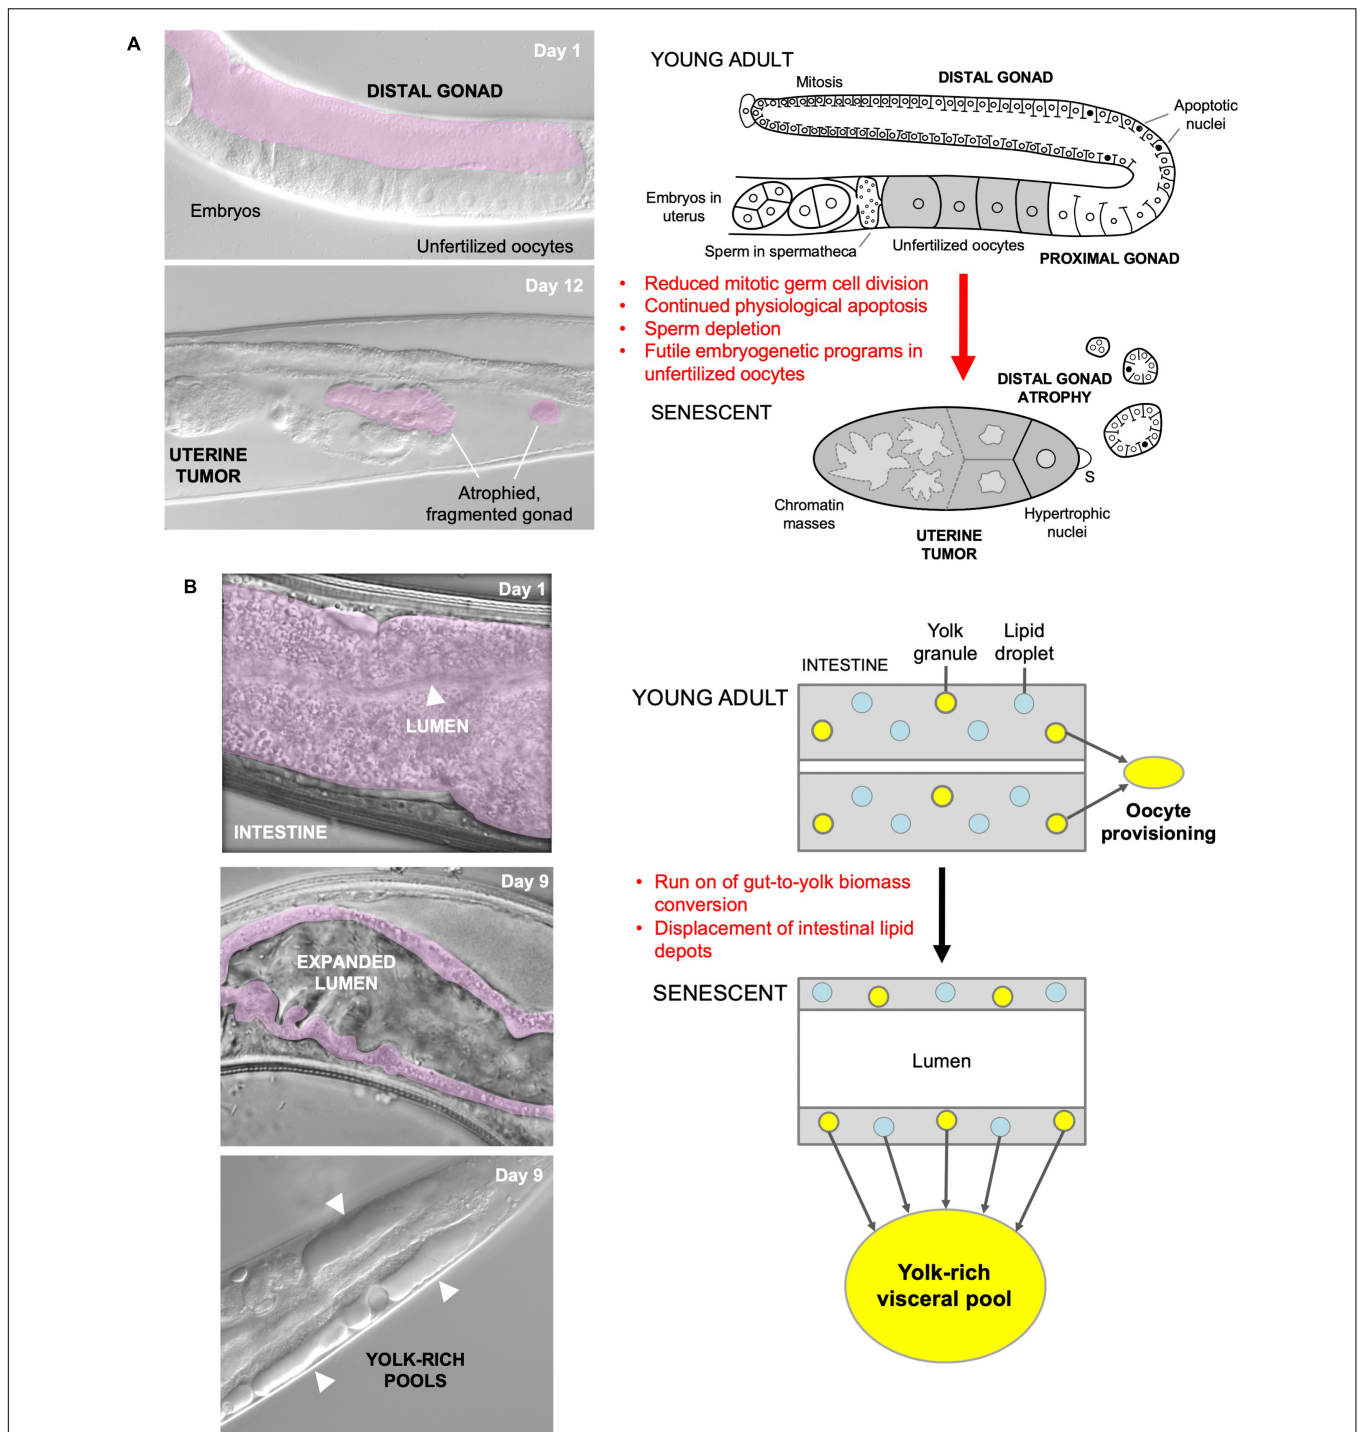 A
Day 1
DISTAL GONAD
Embryos
Unfertilized oocytes
Day 12
UTERINE
TUMOR
Atrophied,
fragmented gonad
YOUNG ADULT
DISTAL GONAD
Mitosis
Apoptotic
nuclei
Embryos in
uterus
Sperm in spermatheca
Unfertilized oocytes
PROXIMAL GONAD
• Reduced mitotic germ cell division
• Continued physiological apoptosis
• Sperm depletion
• Futile embryogenetic programs in
unfertilized oocytes
DISTAL GONAD
ATROPHY
SENESCENT
S
Chromatin
masses
Hypertrophic
nuclei
UTERINE
TUMOR
B
Day 1
LUMEN
INTESTINE
Day 9
EXPANDED
LUMEN
Day 9
YOLK-RICH
POOLS
Yolk
granule
Lipid
droplet
INTESTINE
YOUNG ADULT
Oocyte
provisioning
• Run on of gut-to-yolk biomass
conversion
• Displacement of intestinal lipid
depots
SENESCENT
Lumen
Yolk-rich
visceral pool